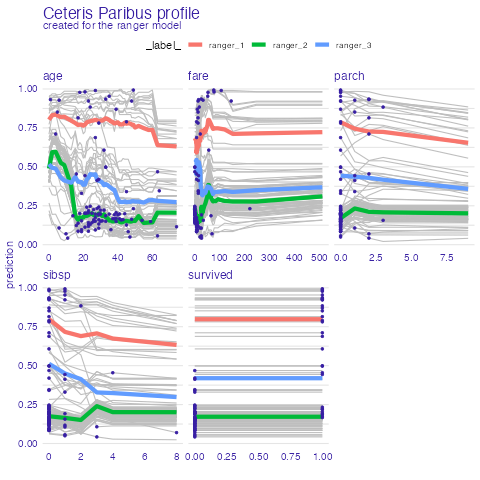 Ceteris Paribus profile
created for the ranger model
_label_ ranger_1 ranger_2 ranger_3
age fare parch
1.00
0.75
0.50
0.25
0.00
0 20 40 60 0 100 200 300 400 500 0.0 2.5 5.0 7.5
prediction
sibsp survived
1.00
0.75
0.50
0.25
0.00
0 2 4 6 8 0.00 0.25 0.50 0.75 1.00